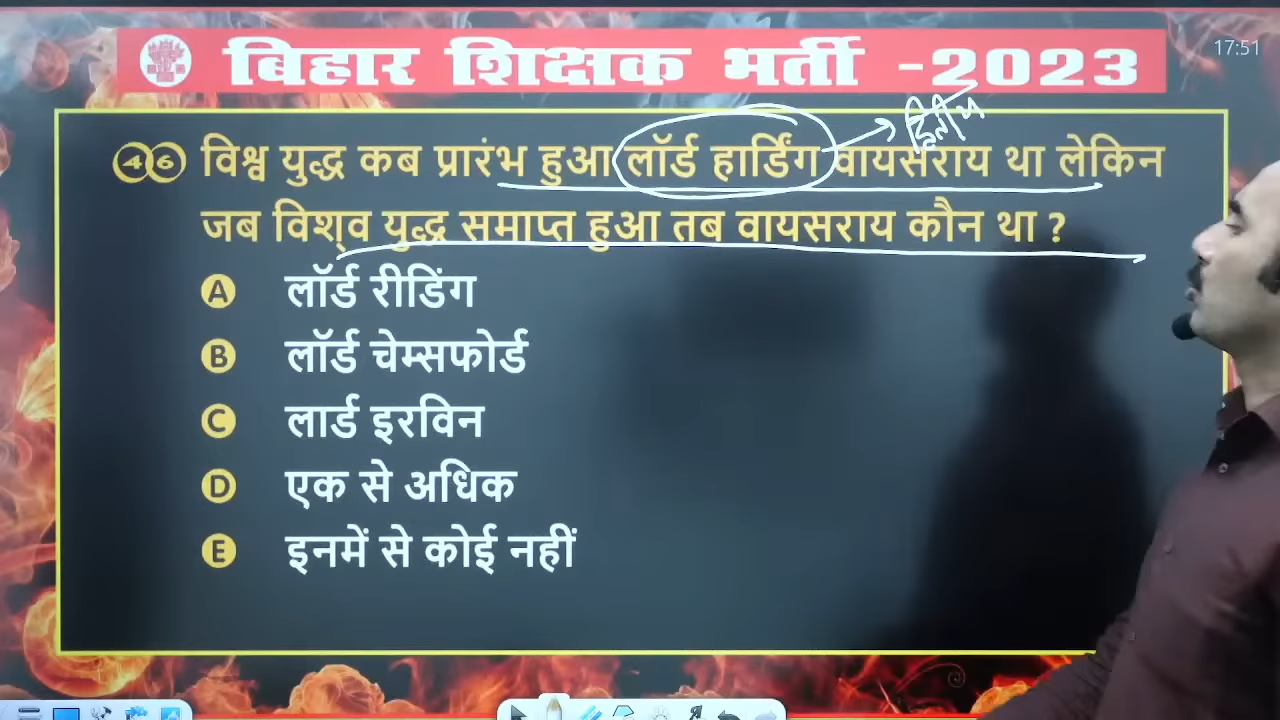 बिहार शिक्षक भर्ती -2023
17:51
द्वितीय
46 विश्व युद्ध कब प्रारंभ हुआ लॉर्ड हार्डिंग वायसराय था लेकिन
जब विश्‌व युद्ध समाप्त हुआ तब वायसराय कौन था ?
A लॉर्ड रीडिंग
B लॉर्ड चेम्सफोर्ड
C लार्ड इरविन
D एक से अधिक
E इनमें से कोई नहीं